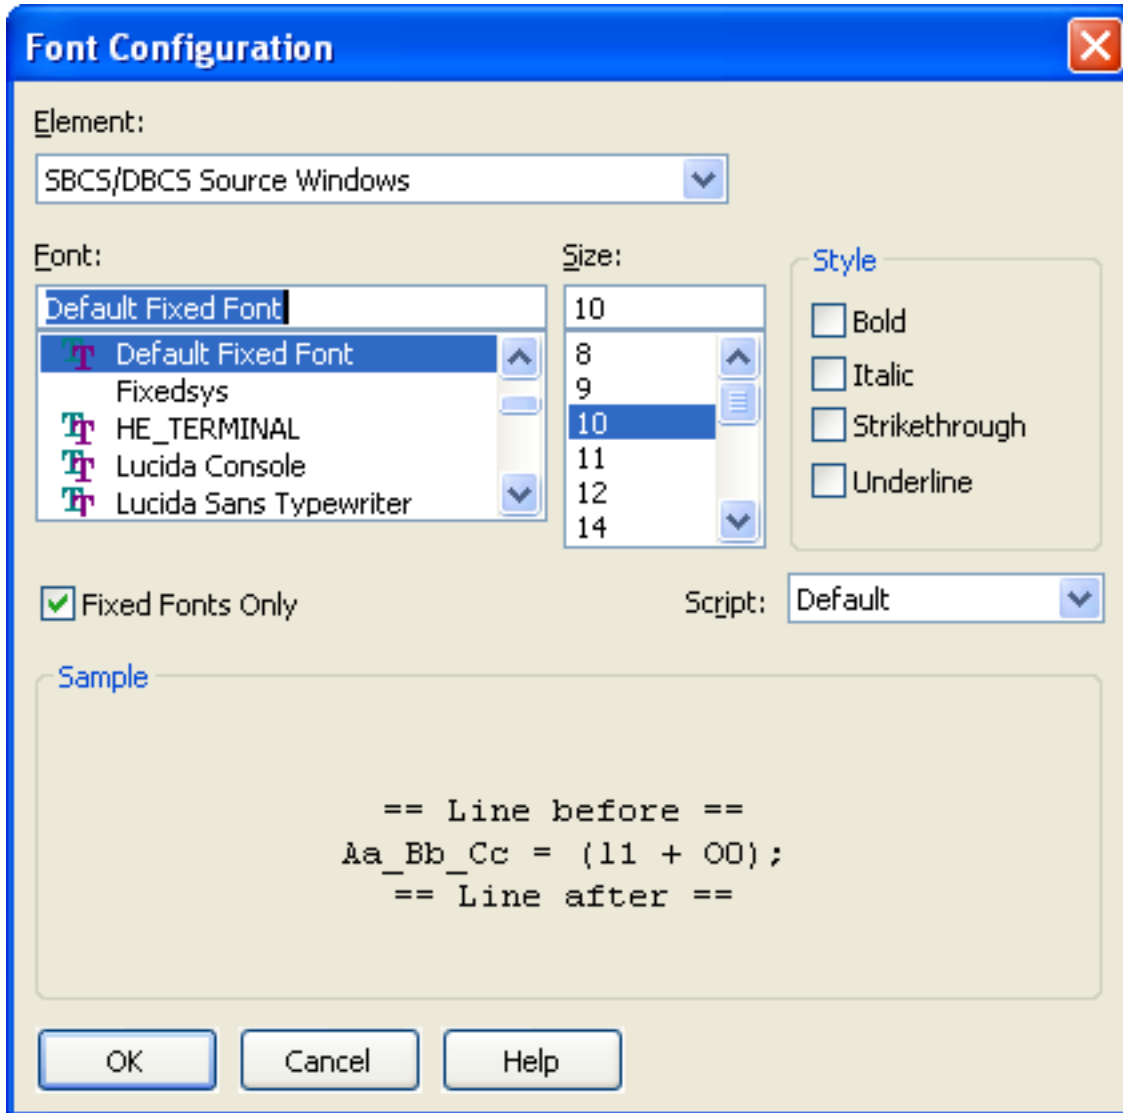 Font Configuration
Element:
SBCS/DBCS Source Windows
Font:
Default Fixed Font
Default Fixed Font
Fixedsys
HE_TERMINAL
Lucida Console
Lucida Sans Typewriter
Size:
10
8
9
10
11
12
14
Style
Bold
Italic
Strikethrough
Underline
Fixed Fonts Only
Script:
Default
Sample
== Line before ==
Aa_Bb_Cc = (l1 + O0);
== Line after ==
OK
Cancel
Help